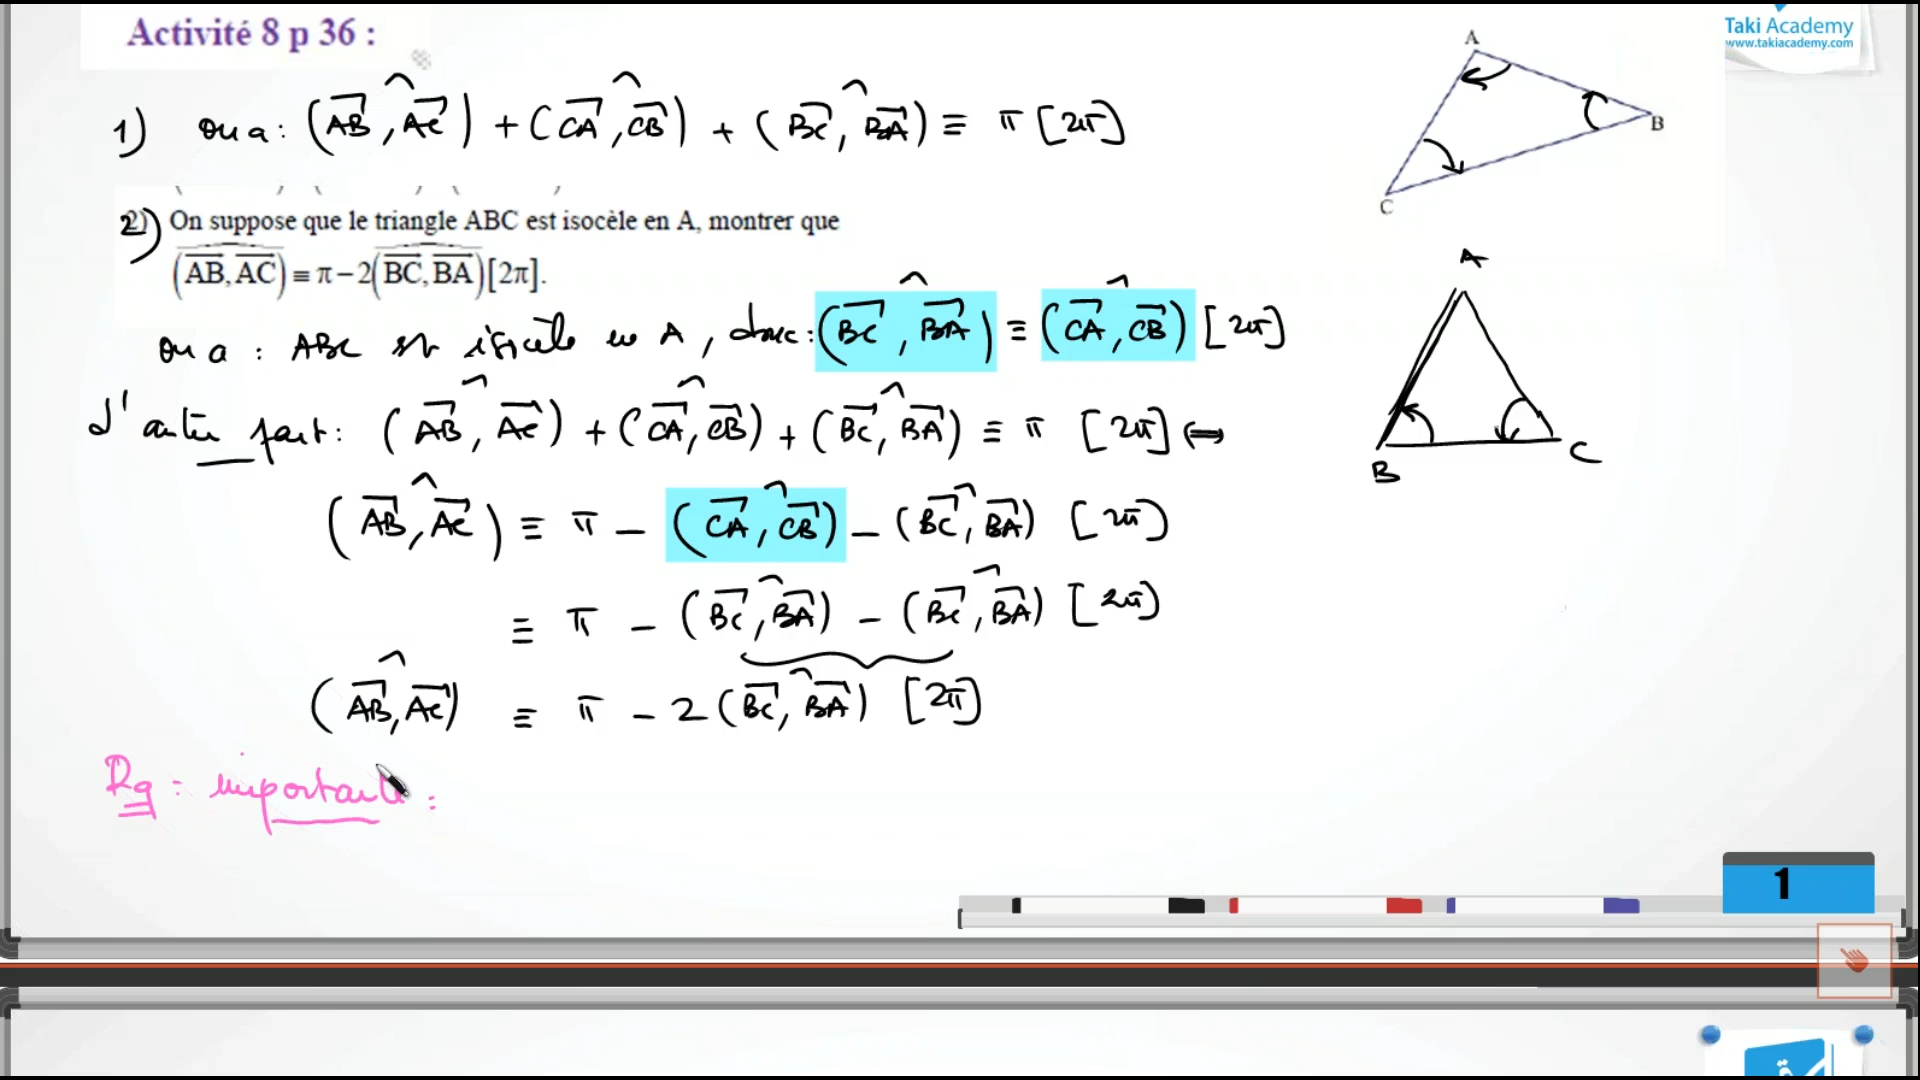 Activité 8 p 36 :
Taki Academy
www.takiacademy.com
A
B
C
1) on a : (AB, AC) + (CA, CB) + (BC, BA) ≡ π [2π]
2) On suppose que le triangle ABC est isocèle en A, montrer que
(AB, AC) ≡ π − 2(BC, BA)[2π].
on a : ABC est isocèle en A, donc : (BC, BA) ≡ (CA, CB) [2π]
d'autre part : (AB, AC) + (CA, CB) + (BC, BA) ≡ π [2π] ⇔
(AB, AC) ≡ π − (CA, CB) − (BC, BA) [2π]
≡ π − (BC, BA) − (BC, BA) [2π]
(AB, AC) ≡ π − 2(BC, BA) [2π]
A
B
C
Rq : importante :
1